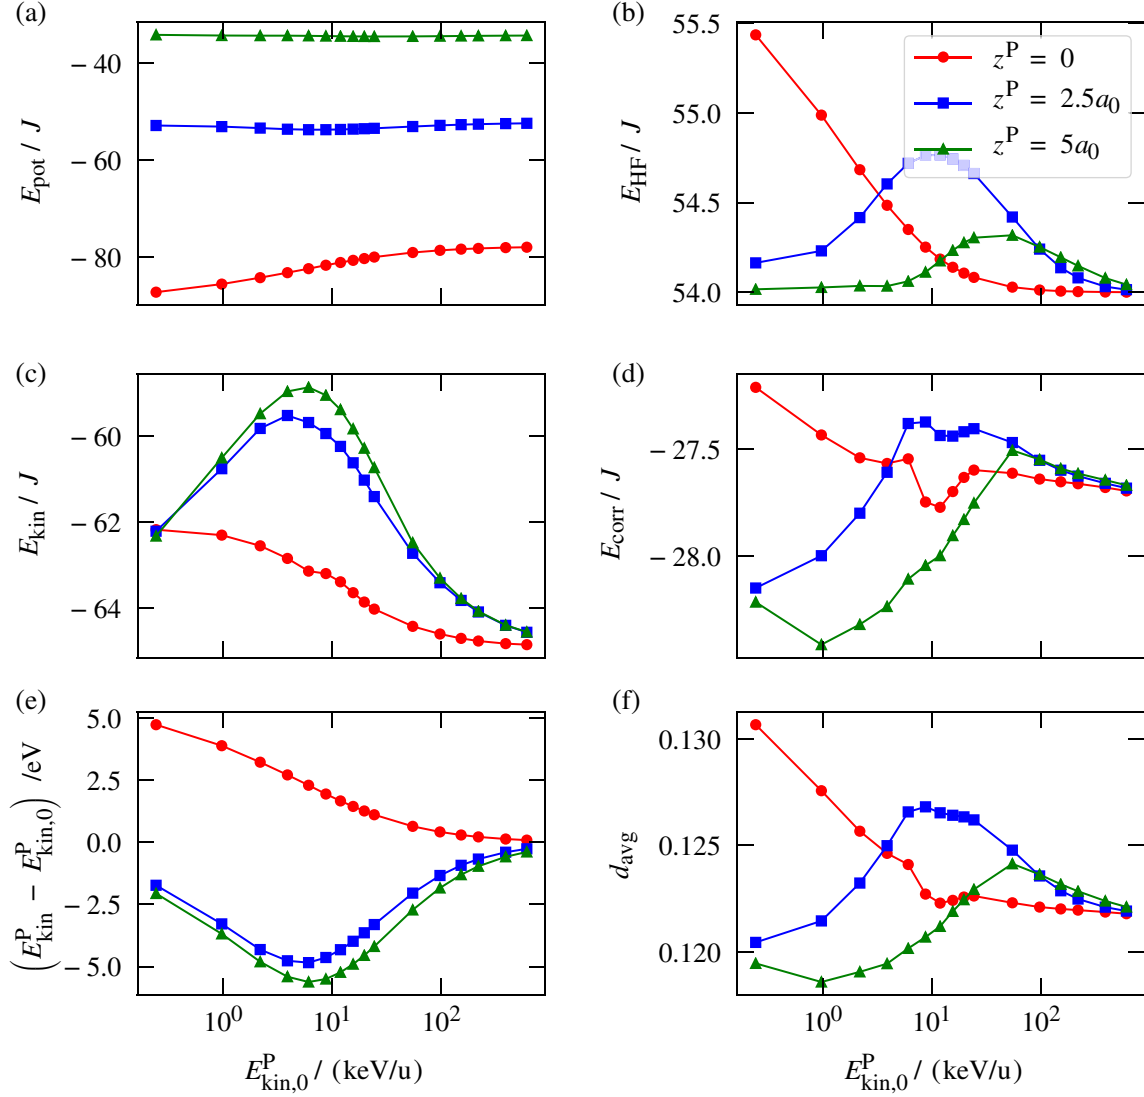 (a)
− 40
− 60
− 80
E_pot / J
(b)
55.5
55.0
54.5
54.0
E_HF / J
z^P = 0
z^P = 2.5a_0
z^P = 5a_0
(c)
− 60
− 62
− 64
E_kin / J
(d)
− 27.5
− 28.0
E_corr / J
(e)
5.0
2.5
0.0
− 2.5
− 5.0
(E^P_kin − E^P_kin,0) /eV
10^0
10^1
10^2
E^P_kin,0 / (keV/u)
(f)
0.130
0.125
0.120
d_avg
10^0
10^1
10^2
E^P_kin,0 / (keV/u)